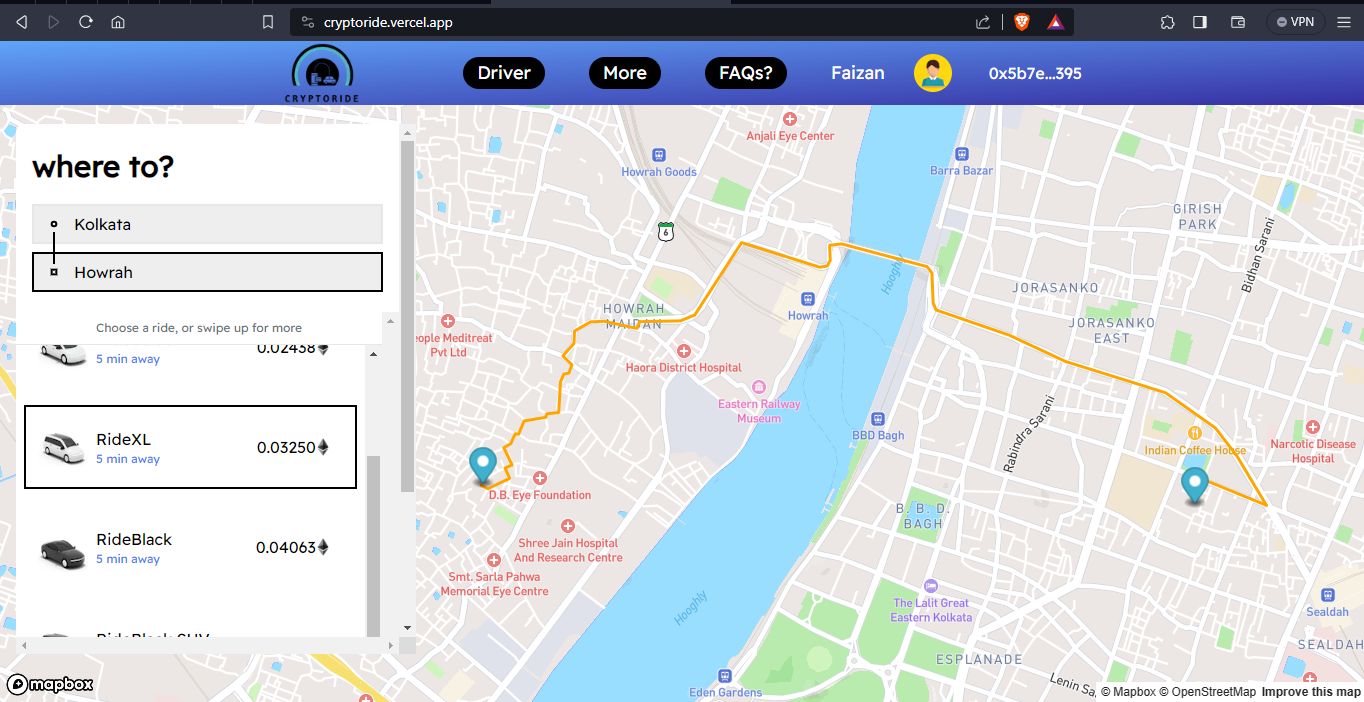 cryptoride.vercel.app
VPN
CRYPTORIDE
Driver
More
FAQs?
Faizan
0x5b7e...395
where to?
Kolkata
Howrah
Choose a ride, or swipe up for more
0.02438
5 min away
RideXL
0.03250
5 min away
RideBlack
0.04063
5 min away
RideBlack SUV
mapbox
Anjali Eye Center
Howrah Goods
Barra Bazar
6
GIRISH
PARK
Bidhan Sarani
Hooghly
JORASANKO
HOWRAH
MAIDAN
Howrah
JORASANKO
EAST
eople Meditreat
Pvt Ltd
Haora District Hospital
Eastern Railway
Museum
BBD Bagh
Rabindra Sarani
Indian Coffee House
Narcotic Disease
Hospital
D.B. Eye Foundation
B. B. D.
BAGH
Shree Jain Hospital
And Research Centre
Smt. Sarla Pahwa
Memorial Eye Centre
Hooghly
The Lalit Great
Eastern Kolkata
Sealdah
SEALDAH
ESPLANADE
Eden Gardens
Lenin Sa
© Mapbox © OpenStreetMap Improve this map